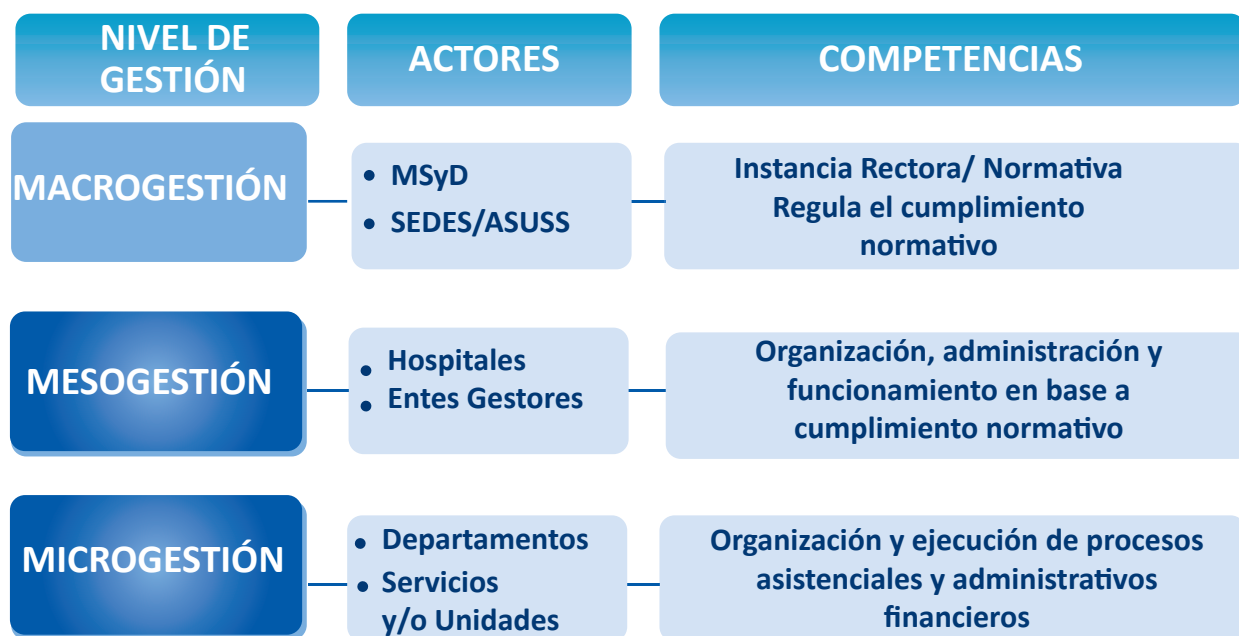 NIVEL DE
GESTIÓN
ACTORES
COMPETENCIAS
MACROGESTIÓN
• MSyD
• SEDES/ASUSS
Instancia Rectora/ Normativa
Regula el cumplimiento
normativo
MESOGESTIÓN
• Hospitales
• Entes Gestores
Organización, administración y
funcionamiento en base a
cumplimiento normativo
MICROGESTIÓN
• Departamentos
• Servicios
y/o Unidades
Organización y ejecución de procesos
asistenciales y administrativos
financieros